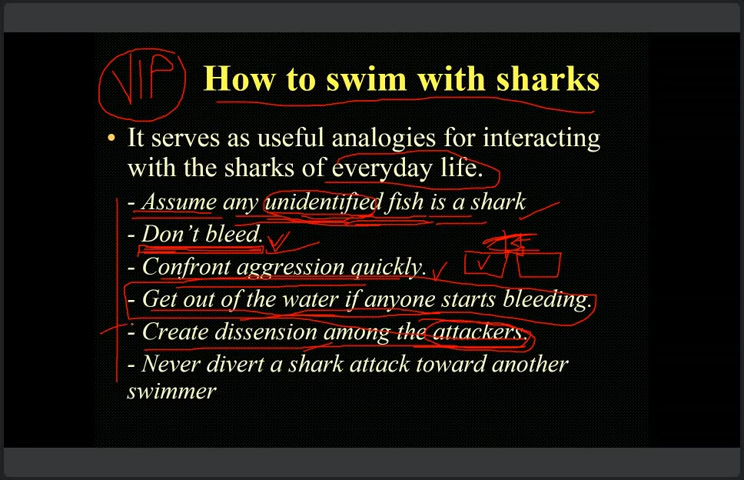 VIP How to swim with sharks
• It serves as useful analogies for interacting
with the sharks of everyday life.
- Assume any unidentified fish is a shark
- Don't bleed.
- Confront aggression quickly.
- Get out of the water if anyone starts bleeding.
- Create dissension among the attackers.
- Never divert a shark attack toward another
swimmer